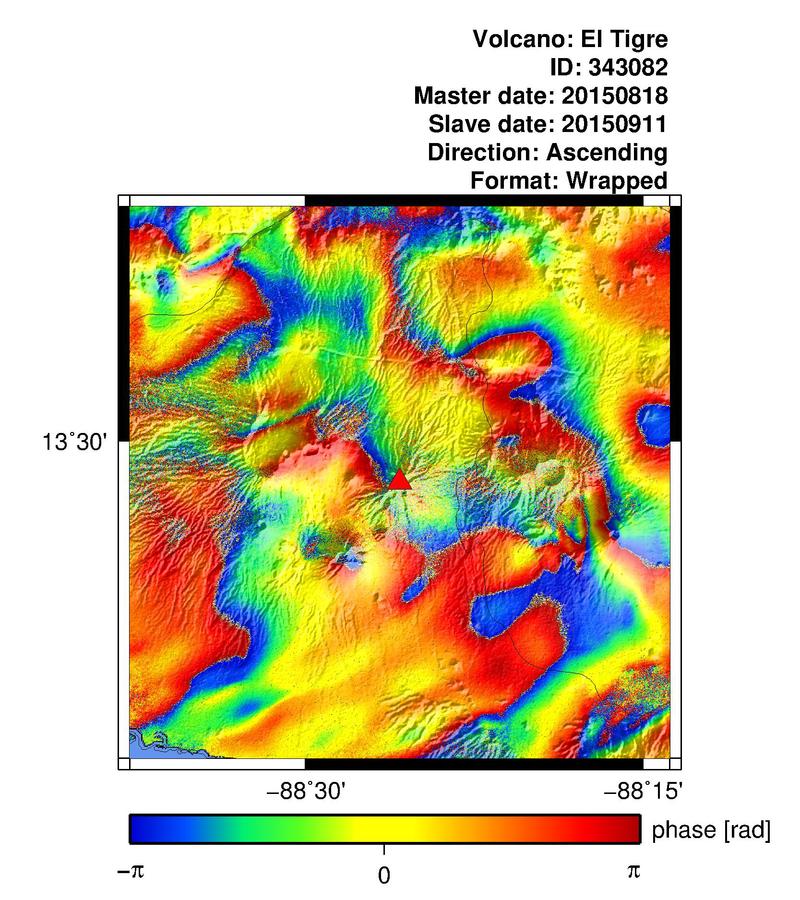 Volcano: El Tigre
ID: 343082
Master date: 20150818
Slave date: 20150911
Direction: Ascending
Format: Wrapped
13˚30'
−88˚30' −88˚15'
phase [rad]
−π 0 π